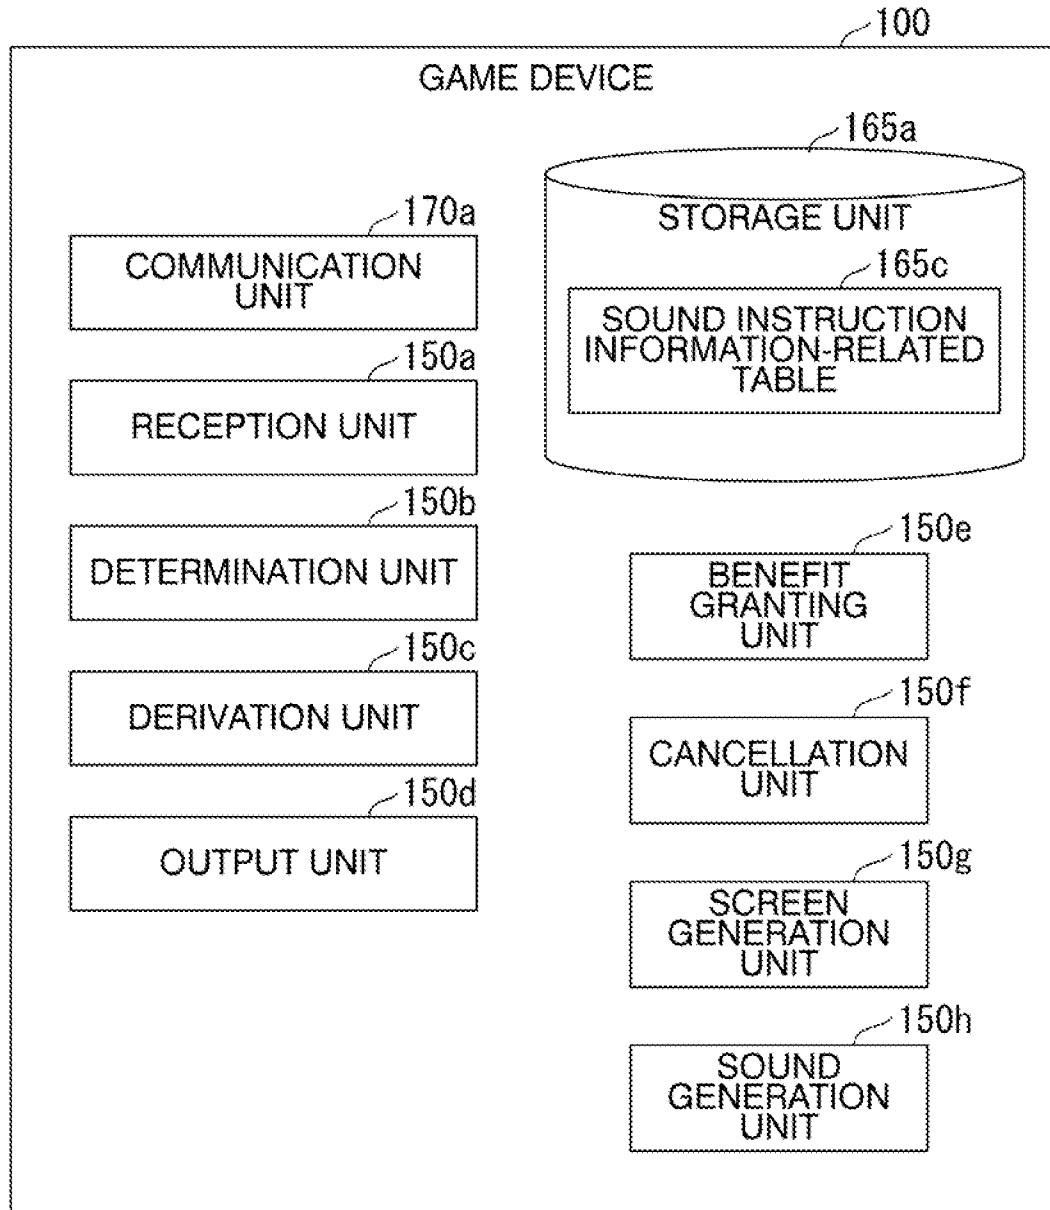 100
GAME DEVICE
165a
STORAGE UNIT
165c
SOUND INSTRUCTION
INFORMATION-RELATED
TABLE
170a
COMMUNICATION
UNIT
150a
RECEPTION UNIT
150b
DETERMINATION UNIT
150c
DERIVATION UNIT
150d
OUTPUT UNIT
150e
BENEFIT
GRANTING
UNIT
150f
CANCELLATION
UNIT
150g
SCREEN
GENERATION
UNIT
150h
SOUND
GENERATION
UNIT